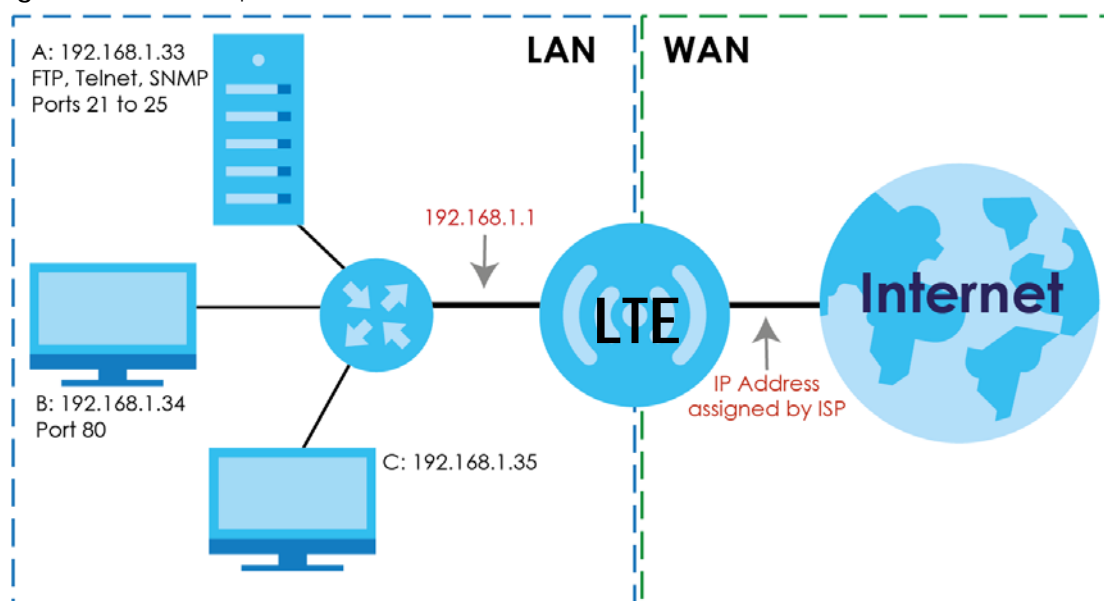 LAN
WAN
A: 192.168.1.33
FTP, Telnet, SNMP
Ports 21 to 25
192.168.1.1
LTE
Internet
IP Address
assigned by ISP
B: 192.168.1.34
Port 80
C: 192.168.1.35